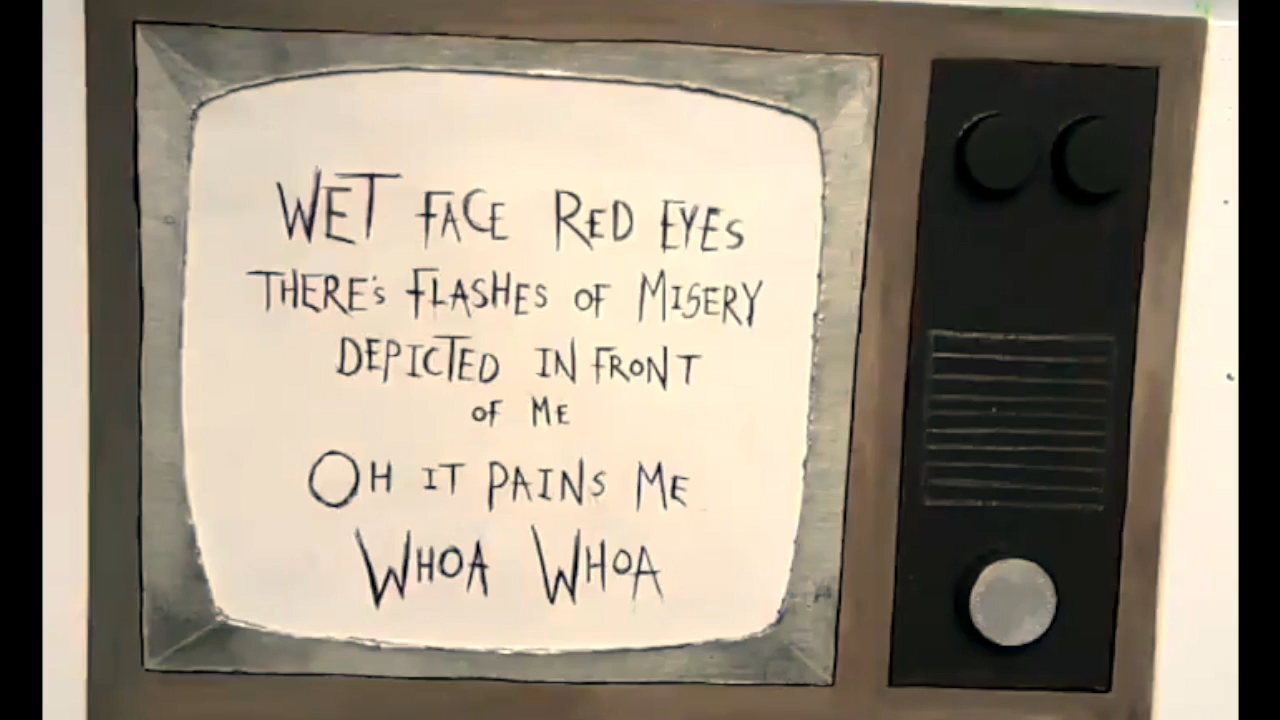 WET FACE RED EYES
THERE'S FLASHES OF MISERY
DEPICTED IN FRONT
OF ME
OH IT PAINS ME
WHOA WHOA